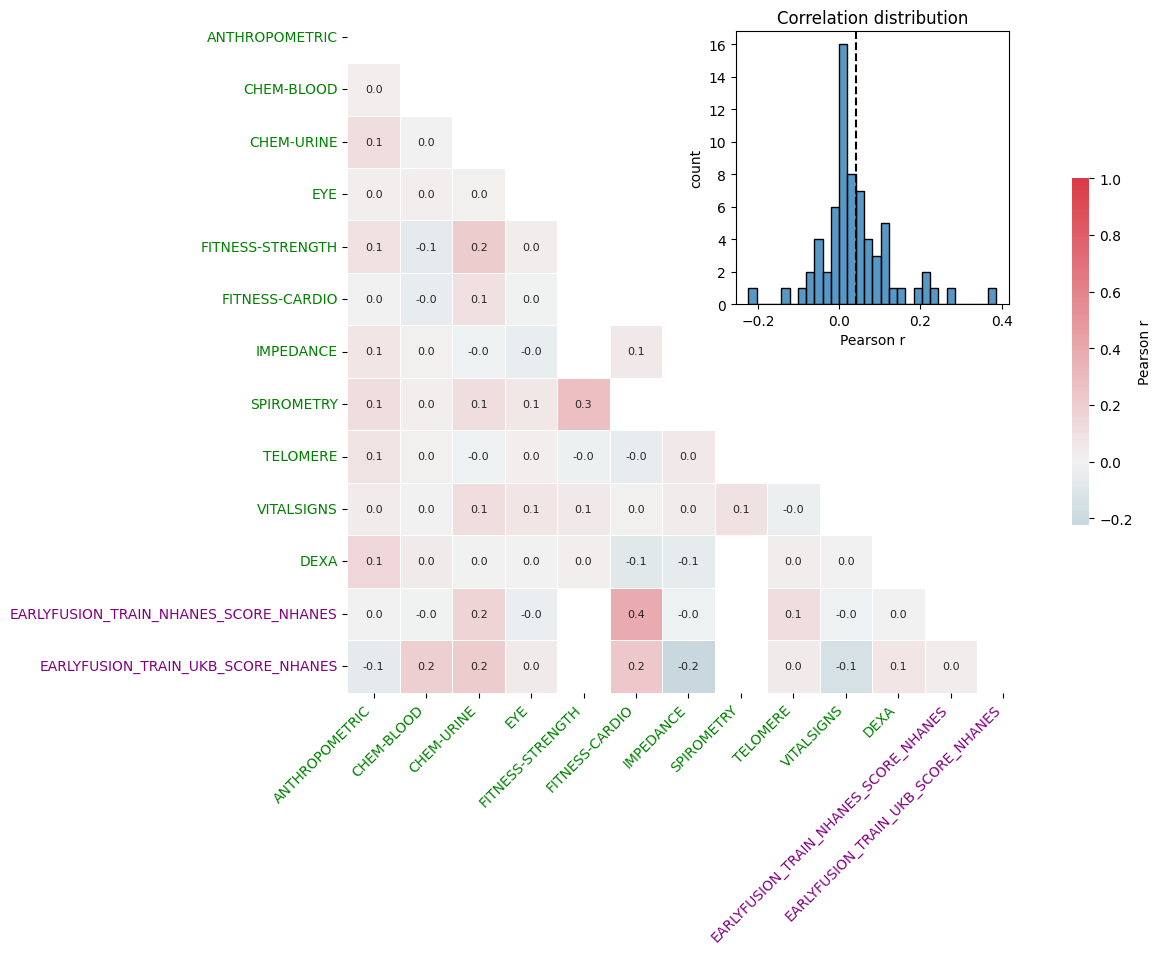 Correlation distribution
16
14
12
10
8
6
4
2
0
count
−0.2
0.0
0.2
0.4
Pearson r
ANTHROPOMETRIC
CHEM-BLOOD 0.0
CHEM-URINE 0.1 0.0
EYE 0.0 0.0 0.0
FITNESS-STRENGTH 0.1 -0.1 0.2 0.0
FITNESS-CARDIO 0.0 -0.0 0.1 0.0
IMPEDANCE 0.1 0.0 -0.0 -0.0 0.1
SPIROMETRY 0.1 0.0 0.1 0.1 0.3
TELOMERE 0.1 0.0 -0.0 0.0 -0.0 -0.0 0.0
VITALSIGNS 0.0 0.0 0.1 0.1 0.1 0.0 0.0 0.1 -0.0
DEXA 0.1 0.0 0.0 0.0 0.0 -0.1 -0.1 0.0 0.0
EARLYFUSION_TRAIN_NHANES_SCORE_NHANES 0.0 -0.0 0.2 -0.0 0.4 -0.0 0.1 -0.0 0.0
EARLYFUSION_TRAIN_UKB_SCORE_NHANES -0.1 0.2 0.2 0.0 0.2 -0.2 0.0 -0.1 0.1 0.0
ANTHROPOMETRIC
CHEM-BLOOD
CHEM-URINE
EYE
FITNESS-STRENGTH
FITNESS-CARDIO
IMPEDANCE
SPIROMETRY
TELOMERE
VITALSIGNS
DEXA
EARLYFUSION_TRAIN_NHANES_SCORE_NHANES
EARLYFUSION_TRAIN_UKB_SCORE_NHANES
1.0
0.8
0.6
0.4
0.2
0.0
−0.2
Pearson r